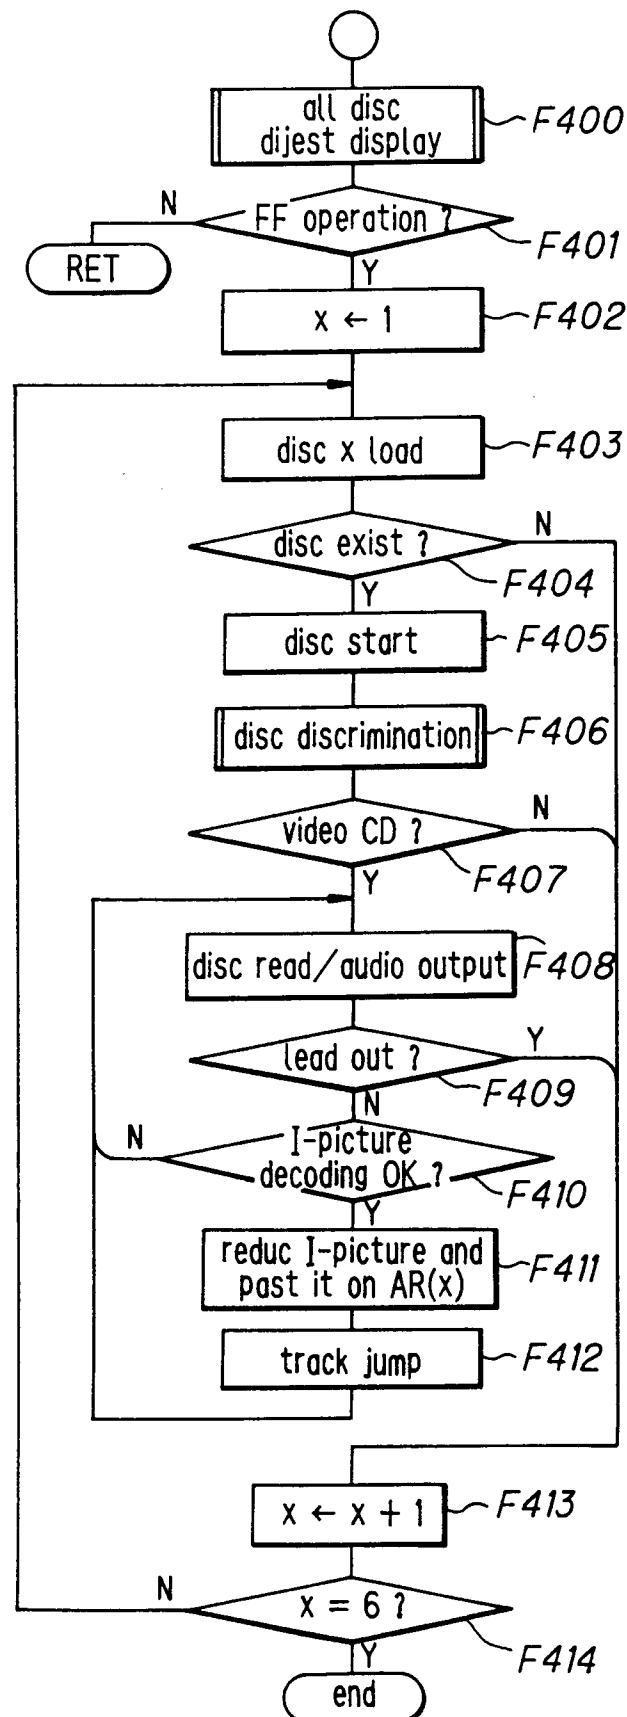 all disc
dijest display
F400
N
FF operation ?
F401
RET
Y
x ← 1
F402
disc x load
F403
disc exist ?
N
F404
Y
disc start
F405
disc discrimination
F406
video CD ?
N
F407
Y
disc read/audio output
F408
lead out ?
Y
F409
N
N
I-picture
decoding OK ?
F410
Y
reduc I-picture and
past it on AR(x)
F411
track jump
F412
x ← x + 1
F413
N
x = 6 ?
F414
Y
end